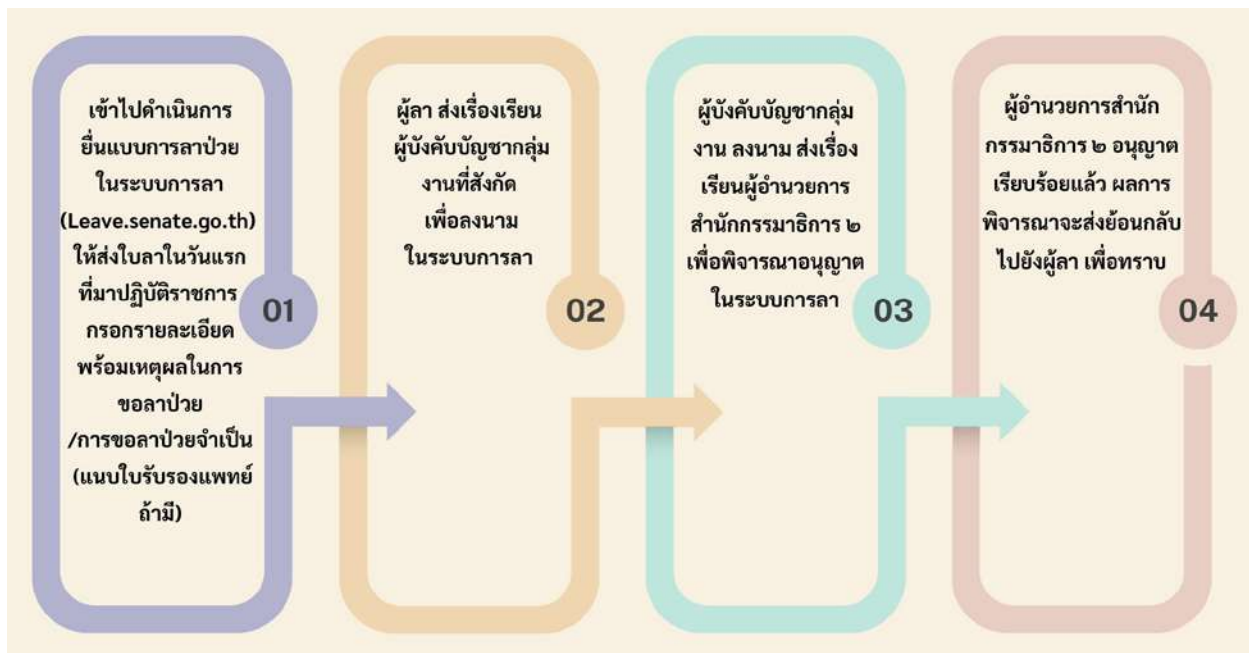 เข้าไปดำเนินการ
ยื่นแบบการลาป่วย
ในระบบการลา
(Leave.senate.go.th)
ให้ส่งใบลาในวันแรก
ที่มาปฏิบัติราชการ
กรอกรายละเอียด
พร้อมเหตุผลในการ
ขอลาป่วย
/การขอลาป่วยจำเป็น
(แนบใบรับรองแพทย์
ถ้ามี)
01
ผู้ลา ส่งเรื่องเรียน
ผู้บังคับบัญชากลุ่ม
งานที่สังกัด
เพื่อลงนาม
ในระบบการลา
02
ผู้บังคับบัญชากลุ่ม
งาน ลงนาม ส่งเรื่อง
เรียนผู้อำนวยการ
สำนักกรรมาธิการ ๒
เพื่อพิจารณาอนุญาต
ในระบบการลา
03
ผู้อำนวยการสำนัก
กรรมาธิการ ๒ อนุญาต
เรียบร้อยแล้ว ผลการ
พิจารณาจะส่งย้อนกลับ
ไปยังผู้ลา เพื่อทราบ
04